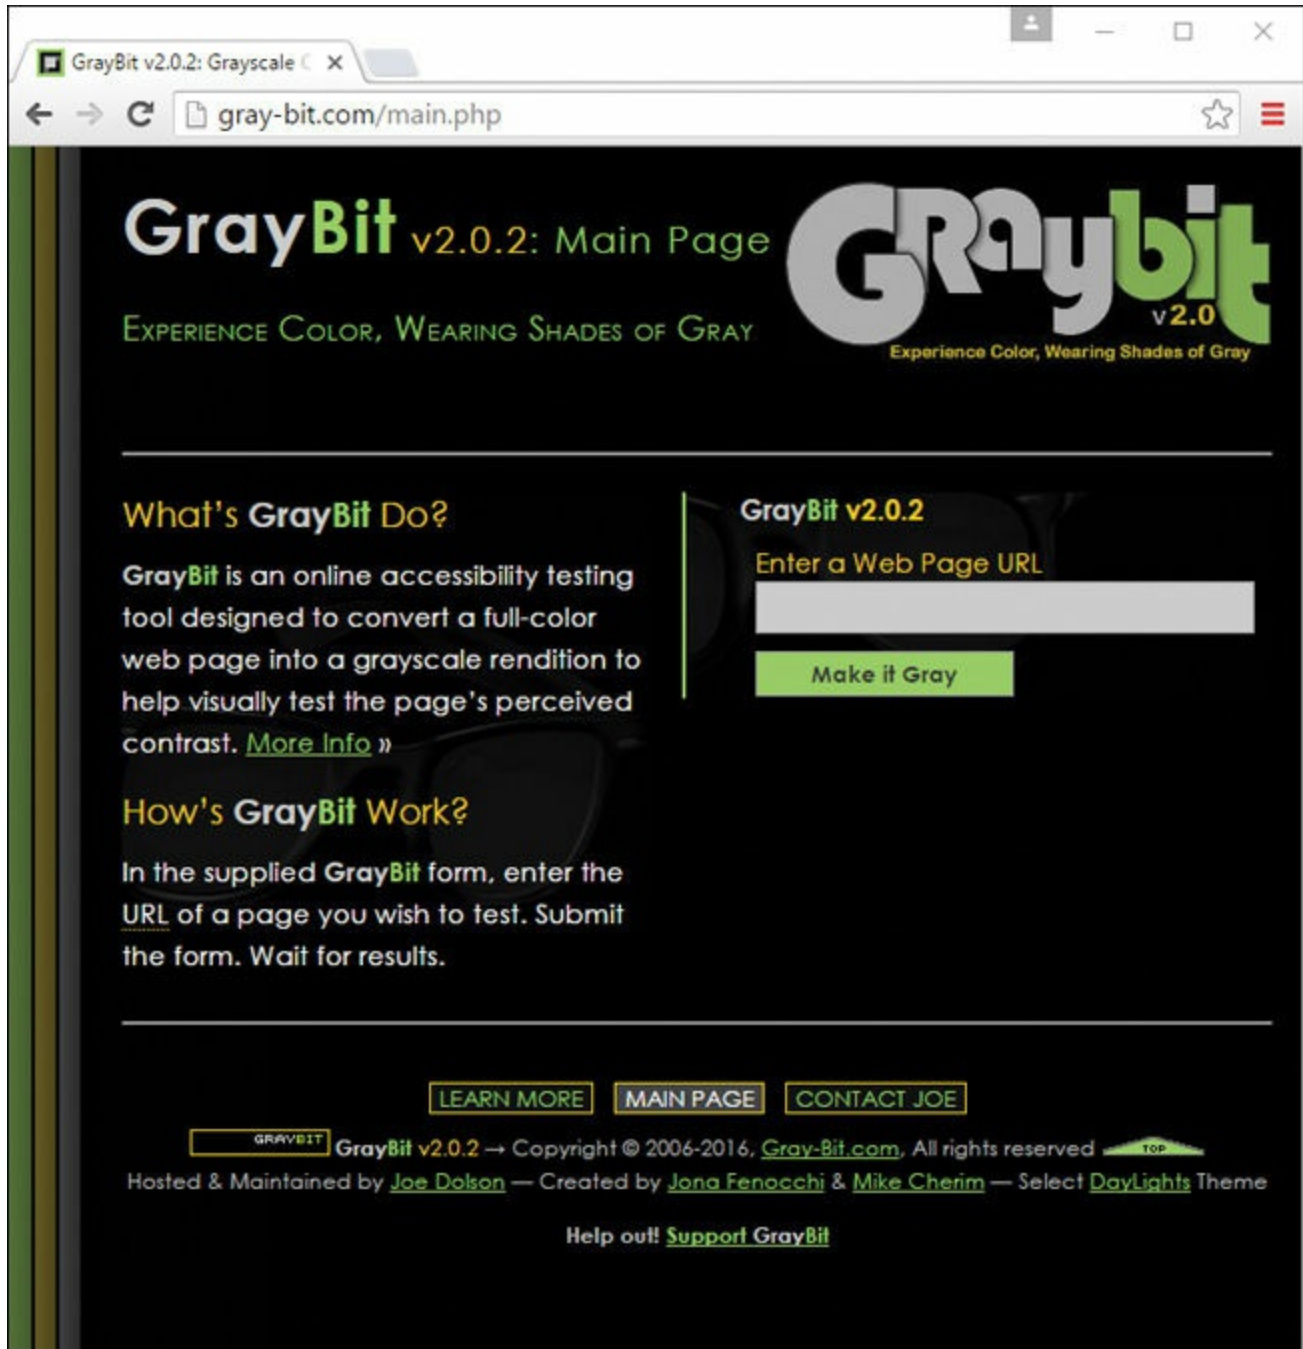 GrayBit v2.0.2: Grayscale
gray-bit.com/main.php
GrayBit v2.0.2: Main Page
Experience Color, Wearing Shades of Gray
GRaybit
v2.0
Experience Color, Wearing Shades of Gray
What's GrayBit Do?
GrayBit is an online accessibility testing
tool designed to convert a full-color
web page into a grayscale rendition to
help visually test the page's perceived
contrast. More Info »
How's GrayBit Work?
In the supplied GrayBit form, enter the
URL of a page you wish to test. Submit
the form. Wait for results.
GrayBit v2.0.2
Enter a Web Page URL
Make it Gray
LEARN MORE MAIN PAGE CONTACT JOE
GRAYBIT GrayBit v2.0.2 → Copyright © 2006-2016, Gray-Bit.com, All rights reserved TOP
Hosted & Maintained by Joe Dolson — Created by Jona Fenocchi & Mike Cherim — Select DayLights Theme
Help out! Support GrayBit